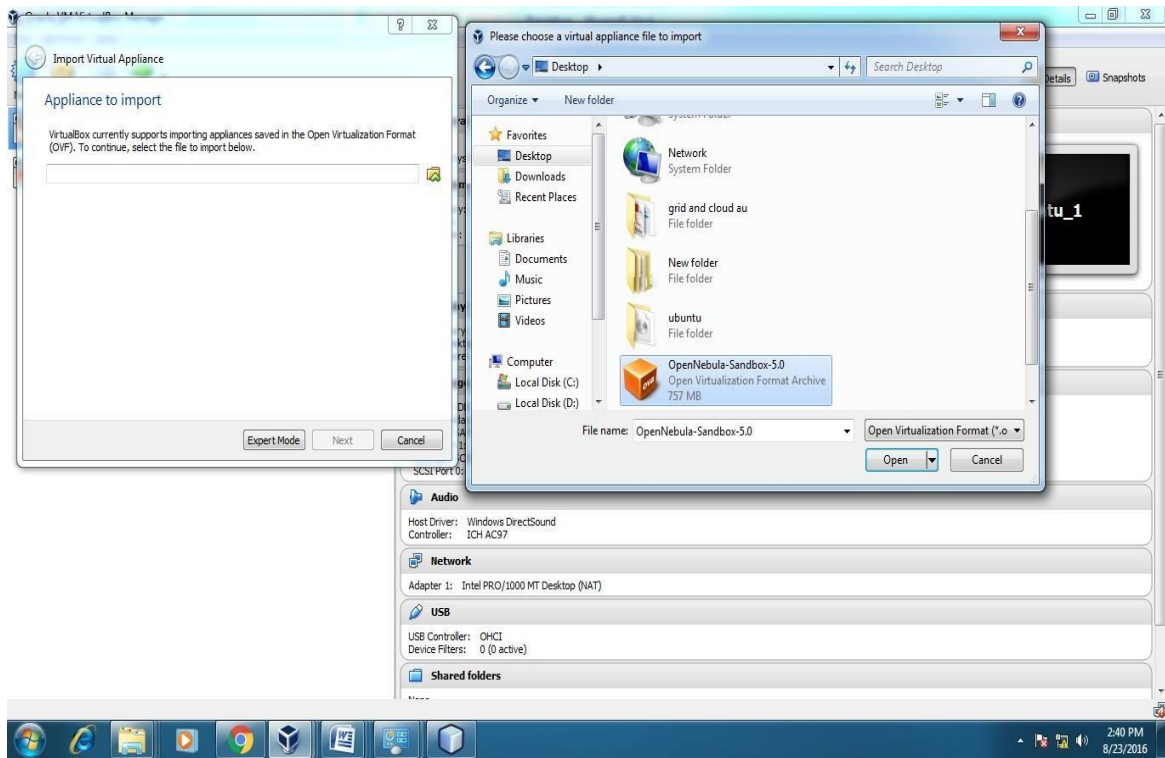 Oracle VM VirtualBox Manager
Import Virtual Appliance
Appliance to import
VirtualBox currently supports importing appliances saved in the Open Virtualization Format
(OVF). To continue, select the file to import below.
Expert Mode
Next
Cancel
Please choose a virtual appliance file to import
Desktop
Search Desktop
Organize
New folder
Favorites
Desktop
Downloads
Recent Places
Libraries
Documents
Music
Pictures
Videos
Computer
Local Disk (C:)
Local Disk (D:)
System Folder
Network
System Folder
grid and cloud au
File folder
New folder
File folder
ubuntu
File folder
OpenNebula-Sandbox-5.0
Open Virtualization Format Archive
757 MB
File name: OpenNebula-Sandbox-5.0
Open Virtualization Format (*.o
Open
Cancel
Details
Snapshots
tu_1
SCSI Port 0:
Audio
Host Driver: Windows DirectSound
Controller: ICH AC97
Network
Adapter 1: Intel PRO/1000 MT Desktop (NAT)
USB
USB Controller: OHCI
Device Filters: 0 (0 active)
Shared folders
2:40 PM
8/23/2016